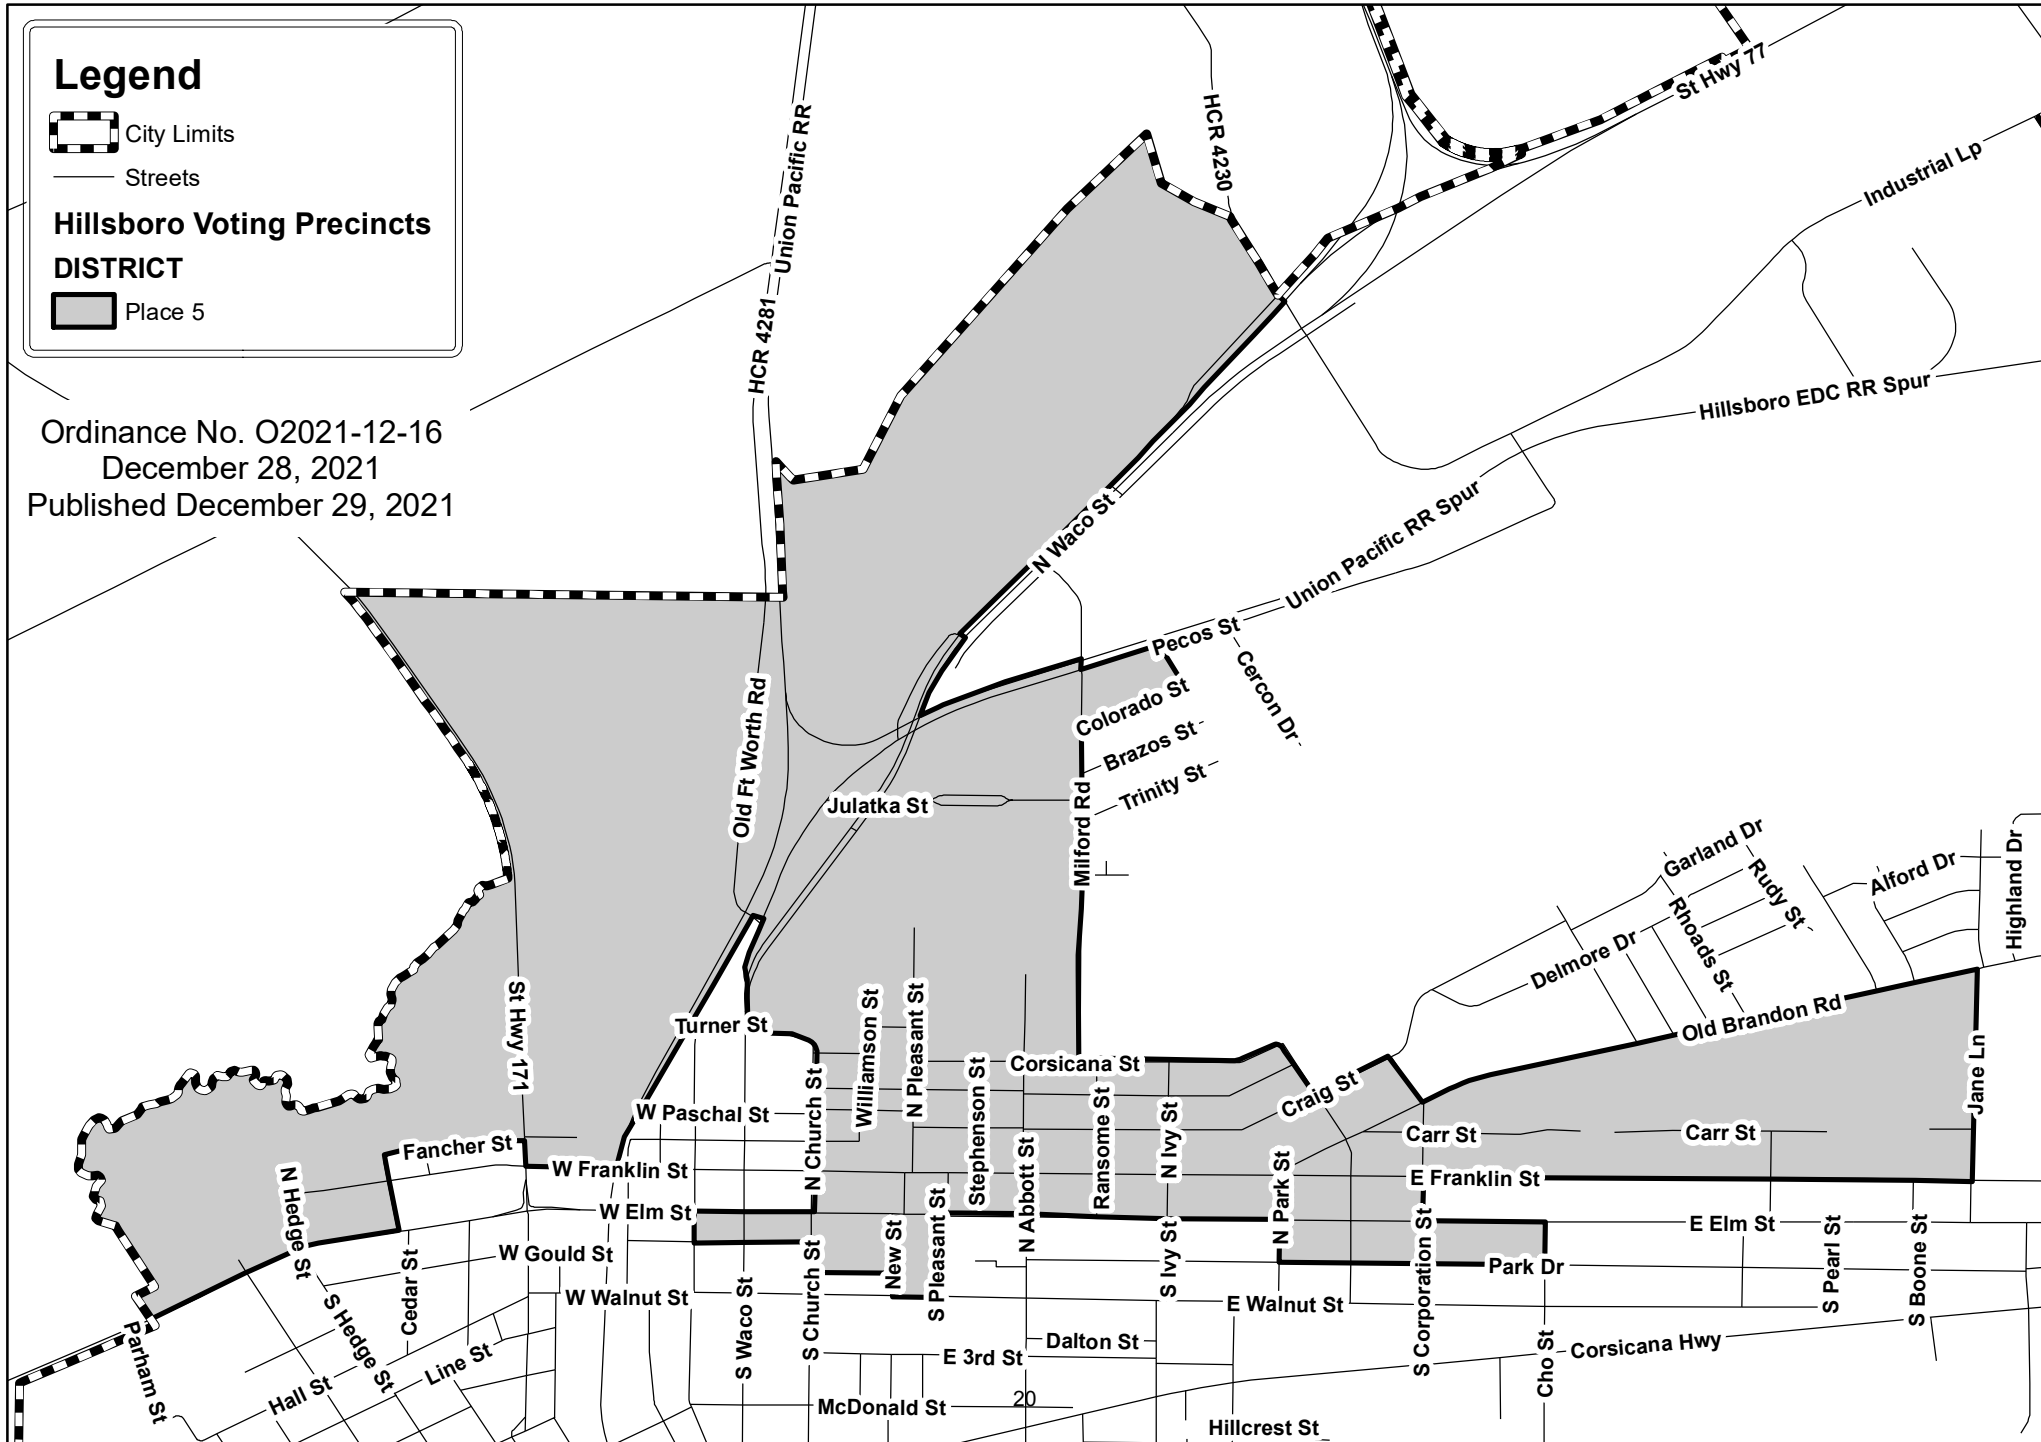 Legend
City Limits
Streets
Hillsboro Voting Precincts
DISTRICT
Place 5
Ordinance No. O2021-12-16
December 28, 2021
Published December 29, 2021
HCR 4281
Union Pacific RR
HCR 4230
St Hwy 77
Industrial Lp
Hillsboro EDC RR Spur
N Waco St
Union Pacific RR Spur
Pecos St
Cercon Dr
Colorado St
Brazos St
Trinity St
Old Ft Worth Rd
Julatka St
Milford Rd
Garland Dr
Rudy St
Rhoads St
Alford Dr
Highland Dr
Delmore Dr
Old Brandon Rd
Jane Ln
St Hwy 171
Turner St
Williamson St
N Pleasant St
Stephenson St
Corsicana St
Craig St
W Paschal St
N Church St
N Abbott St
Ransome St
N Ivy St
N Park St
Carr St
Carr St
Fancher St
W Franklin St
E Franklin St
N Hedge St
W Elm St
E Elm St
W Gould St
Cedar St
New St
S Pleasant St
S Church St
S Ivy St
S Corporation St
Park Dr
S Pearl St
S Boone St
W Walnut St
E Walnut St
S Waco St
S Hedge St
Parham St
Hall St
Line St
Dalton St
E 3rd St
Corsicana Hwy
Cho St
McDonald St
20
Hillcrest St